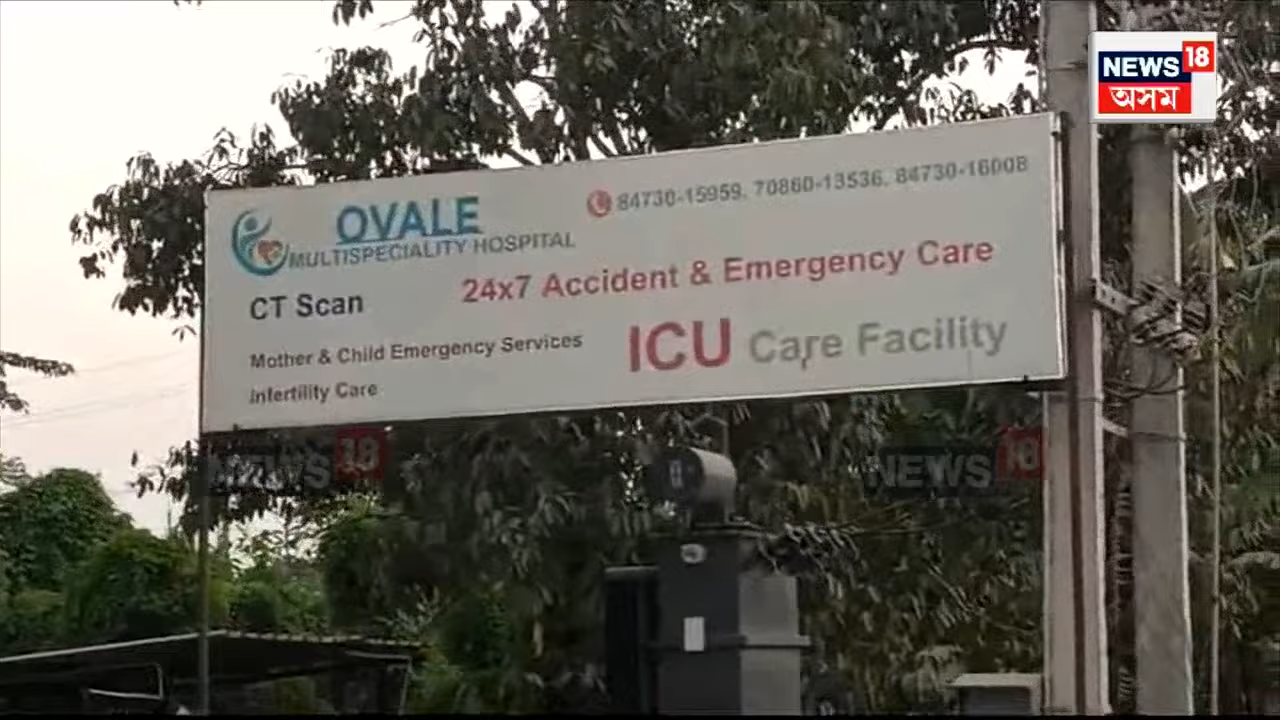 NEWS 18
অসম
84730-15959, 70860-13536, 84730-16008
OVALE
MULTISPECIALITY HOSPITAL
24x7 Accident & Emergency Care
CT Scan
ICU Care Facility
Mother & Child Emergency Services
Infertility Care
NEWS 18
NEWS 18